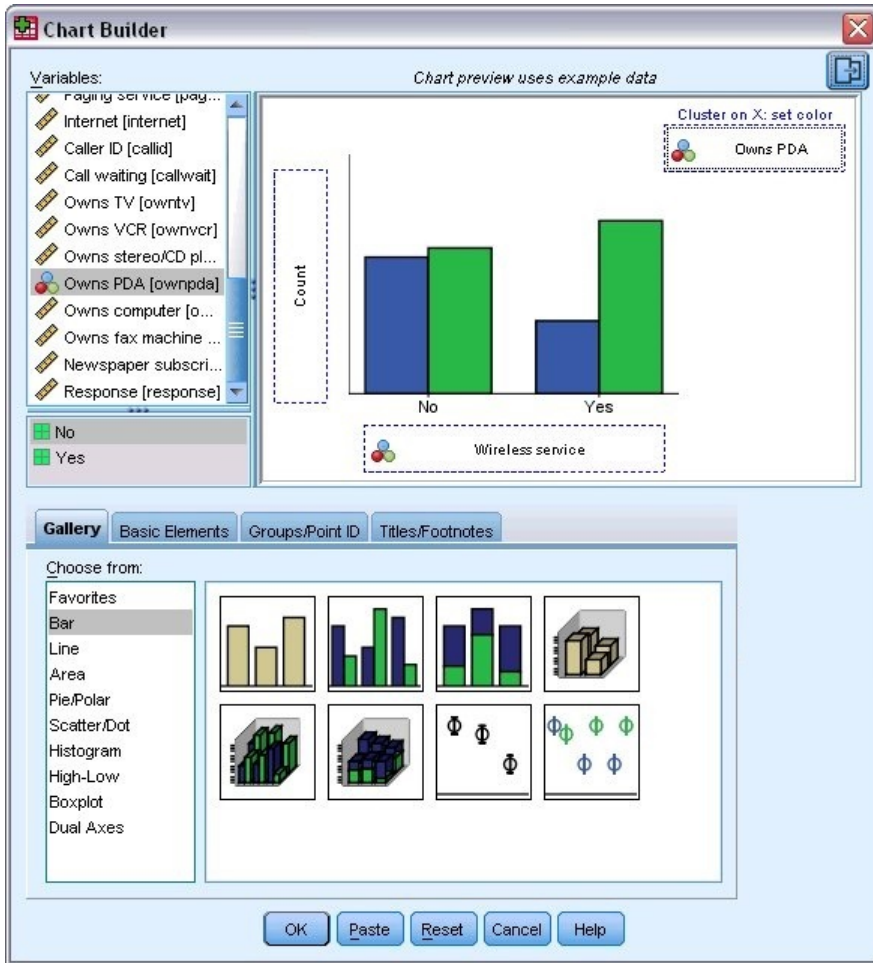 Chart Builder
Variables:
Chart preview uses example data
Paging service [pag...
Internet [internet]
Caller ID [callid]
Call waiting [callwait]
Owns TV [owntv]
Owns VCR [ownvcr]
Owns stereo/CD pl...
Owns PDA [ownpda]
Owns computer [o...
Owns fax machine ...
Newspaper subscri...
Response [response]
No
Yes
Cluster on X: set color
Owns PDA
Count
No Yes
Wireless service
Gallery Basic Elements Groups/Point ID Titles/Footnotes
Choose from:
Favorites
Bar
Line
Area
Pie/Polar
Scatter/Dot
Histogram
High-Low
Boxplot
Dual Axes
OK Paste Reset Cancel Help